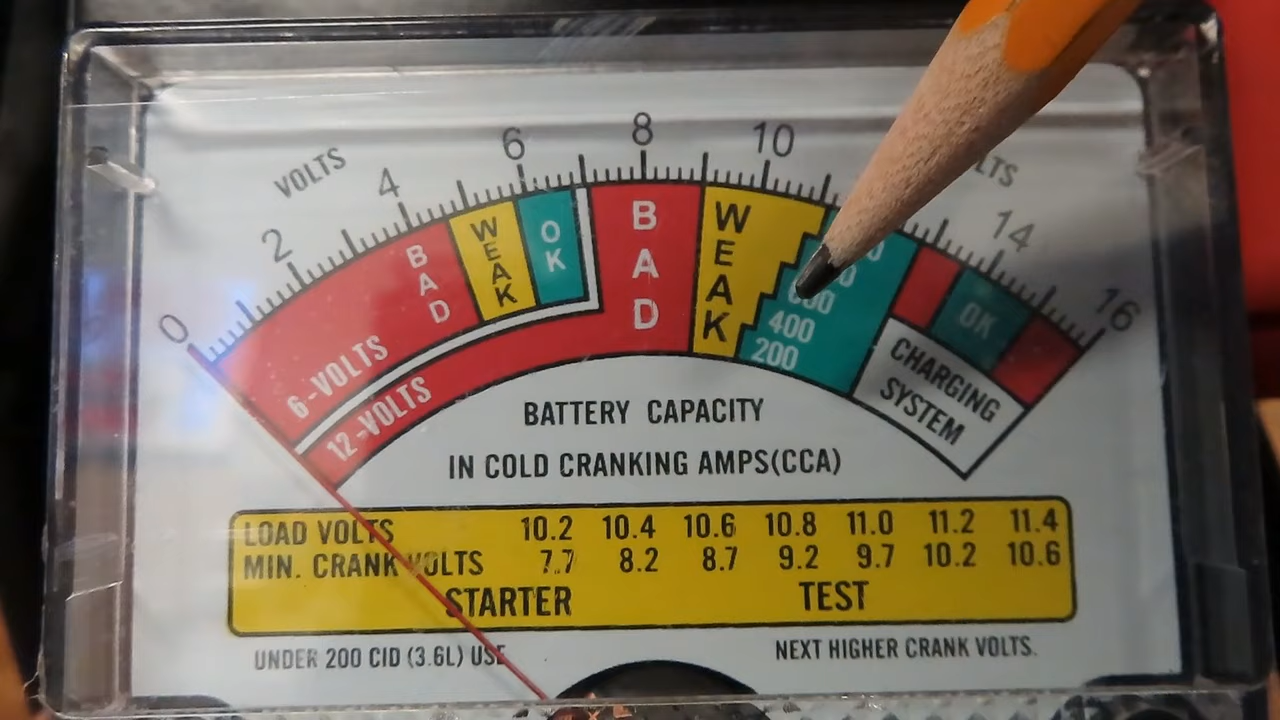 VOLTS
0 2 4 6 8 10 14 16
BAD
WEAK
OK
BAD
WEAK
400
200
OK
6-VOLTS
12-VOLTS
CHARGING
SYSTEM
BATTERY CAPACITY
IN COLD CRANKING AMPS(CCA)
LOAD VOLTS 10.2 10.4 10.6 10.8 11.0 11.2 11.4
MIN. CRANK VOLTS 7.7 8.2 8.7 9.2 9.7 10.2 10.6
STARTER TEST
UNDER 200 CID (3.6L) USE NEXT HIGHER CRANK VOLTS.